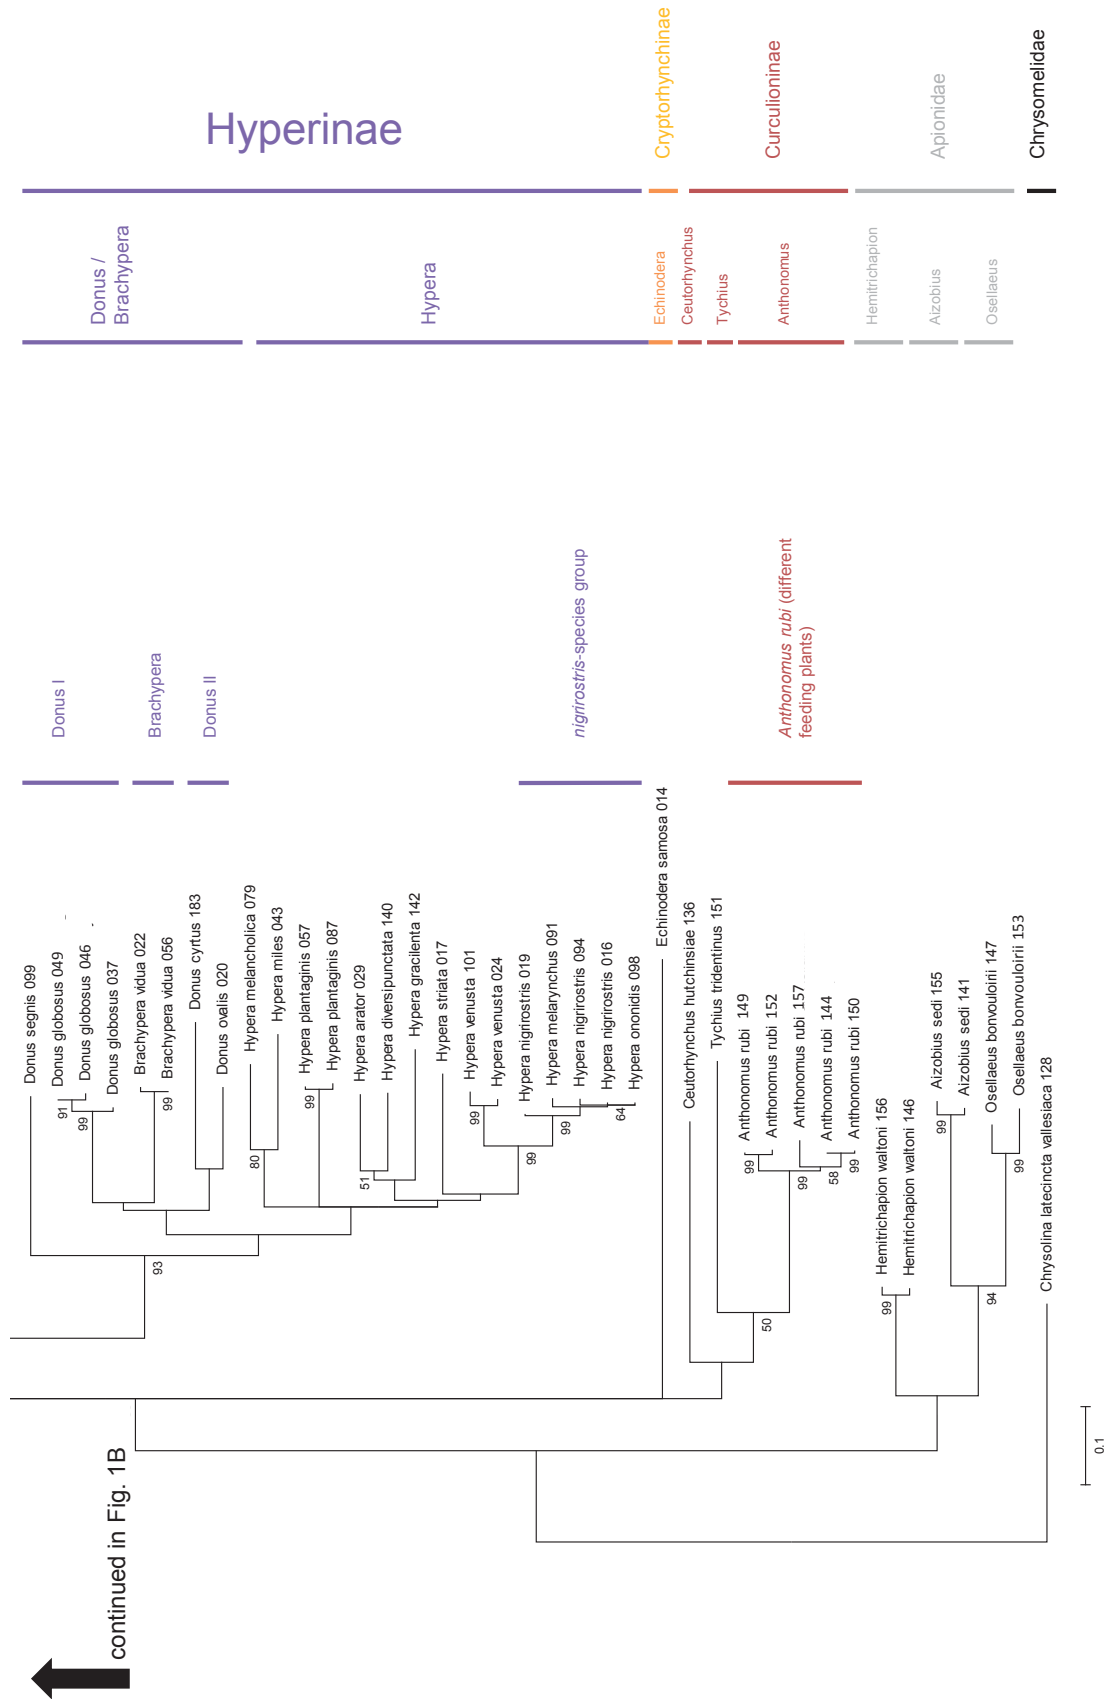 Hyperinae
Cryptorhynchinae
Curculioninae
Apionidae
Chrysomelidae
Donus /
Brachypera
Hypera
Echinodera
Ceutorhynchus
Tychius
Anthonomus
Hemitrichapion
Aizobius
Osellaeus
Donus I
Brachypera
Donus II
nigrirostris-species group
Anthonomus rubi (different
feeding plants)
Donus segnis 099
Donus globosus 049
Donus globosus 046
Donus globosus 037
Brachypera vidua 022
Brachypera vidua 056
Donus cyrtus 183
Donus ovalis 020
Hypera melancholica 079
Hypera miles 043
Hypera plantaginis 057
Hypera plantaginis 087
Hypera arator 029
Hypera diversipunctata 140
Hypera gracilenta 142
Hypera striata 017
Hypera venusta 101
Hypera venusta 024
Hypera nigrirostris 019
Hypera melarynchus 091
Hypera nigrirostris 094
Hypera nigrirostris 016
Hypera ononidis 098
Echinodera samosa 014
Ceutorhynchus hutchinsiae 136
Tychius tridentinus 151
Anthonomus rubi 149
Anthonomus rubi 152
Anthonomus rubi 157
Anthonomus rubi 144
Anthonomus rubi 150
Hemitrichapion waltoni 156
Hemitrichapion waltoni 146
Aizobius sedi 155
Aizobius sedi 141
Osellaeus bonvouloirii 147
Osellaeus bonvouloirii 153
Chrysolina latecincta vallesiaca 128
91
99
99
93
80
99
51
99
99
99
64
99
99
58
99
50
99
99
99
94
continued in Fig. 1B
0.1